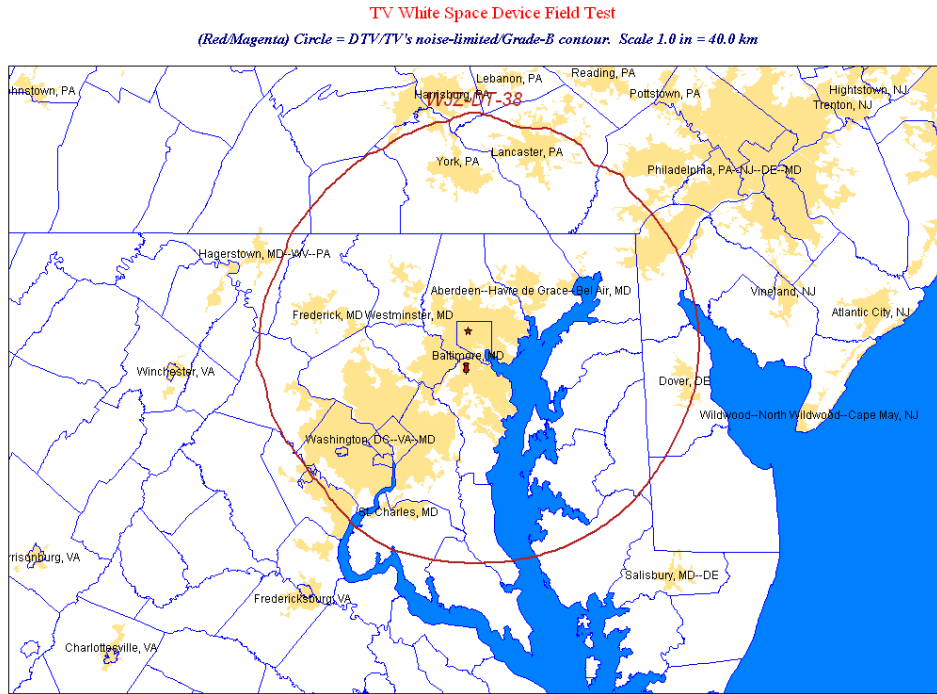 TV White Space Device Field Test
(Red/Magenta) Circle = DTV/TV's noise-limited/Grade-B contour. Scale 1.0 in = 40.0 km
Reading, PA
Lebanon, PA
Hightstown, NJ
hnstown, PA
Harrisburg, PA
Pottstown, PA
WJZ-DT-38
Trenton, NJ
Lancaster, PA
York, PA
Philadelphia, PA--NJ--DE--MD
Hagerstown, MD--WV--PA
Aberdeen--Havre de Grace--Bel Air, MD
Vineland, NJ
Frederick, MD
Westminster, MD
Atlantic City, NJ
Baltimore, MD
Winchester, VA
Dover, DE
Wildwood--North Wildwood--Cape May, NJ
Washington, DC--VA--MD
St. Charles, MD
rrisonburg, VA
Salisbury, MD--DE
Fredericksburg, VA
Charlottesville, VA